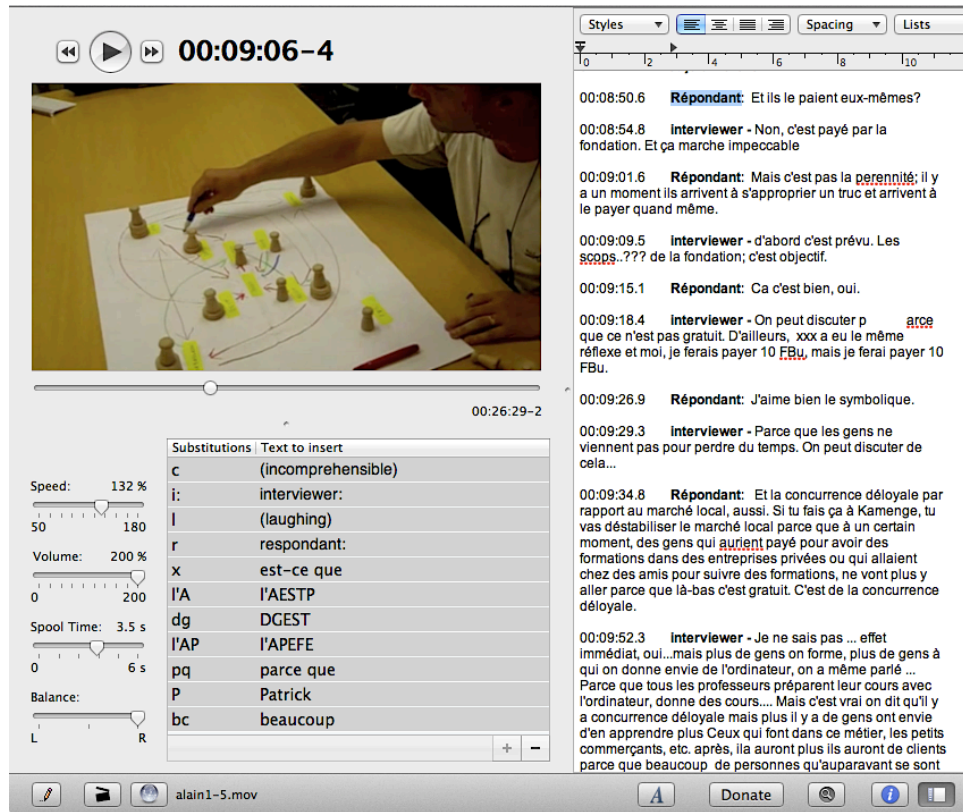 00:09:06-4
00:26:29-2
Substitutions Text to insert
c (incomprehensible)
i: interviewer:
l (laughing)
r respondant:
x est-ce que
l'A l'AESTP
dg DGEST
l'AP l'APEFE
pq parce que
P Patrick
bc beaucoup
+ -
Speed: 132 %
50 180
Volume: 200 %
0 200
Spool Time: 3.5 s
0 6 s
Balance:
L R
Styles Spacing Lists
0 2 4 6 8 10
00:08:50.6 Répondant: Et ils le paient eux-mêmes?
00:08:54.8 interviewer - Non, c'est payé par la
fondation. Et ça marche impeccable
00:09:01.6 Répondant: Mais c'est pas la perennité; il y
a un moment ils arrivent à s'approprier un truc et arrivent à
le payer quand même.
00:09:09.5 interviewer - d'abord c'est prévu. Les
scops..??? de la fondation; c'est objectif.
00:09:15.1 Répondant: Ca c'est bien, oui.
00:09:18.4 interviewer - On peut discuter p arce
que ce n'est pas gratuit. D'ailleurs, xxx a eu le même
réflexe et moi, je ferais payer 10 FBu, mais je ferai payer 10
FBu.
00:09:26.9 Répondant: J'aime bien le symbolique.
00:09:29.3 interviewer - Parce que les gens ne
viennent pas pour perdre du temps. On peut discuter de
cela...
00:09:34.8 Répondant: Et la concurrence déloyale par
rapport au marché local, aussi. Si tu fais ça à Kamenge, tu
vas déstabiliser le marché local parce que à un certain
moment, des gens qui aurient payé pour avoir des
formations dans des entreprises privées ou qui allaient
chez des amis pour suivre des formations, ne vont plus y
aller parce que là-bas c'est gratuit. C'est de la concurrence
déloyale.
00:09:52.3 interviewer - Je ne sais pas ... effet
immédiat, oui...mais plus de gens on forme, plus de gens à
qui on donne envie de l'ordinateur, on a même parlé ...
Parce que tous les professeurs préparent leur cours avec
l'ordinateur, donne des cours.... Mais c'est vrai on dit qu'il y
a concurrence déloyale mais plus il y a de gens ont envie
d'en apprendre plus Ceux qui font dans ce métier, les petits
commerçants, etc. après, ila auront plus ils auront de clients
parce que beaucoup de personnes qu'auparavant se sont
alain1-5.mov
A Donate